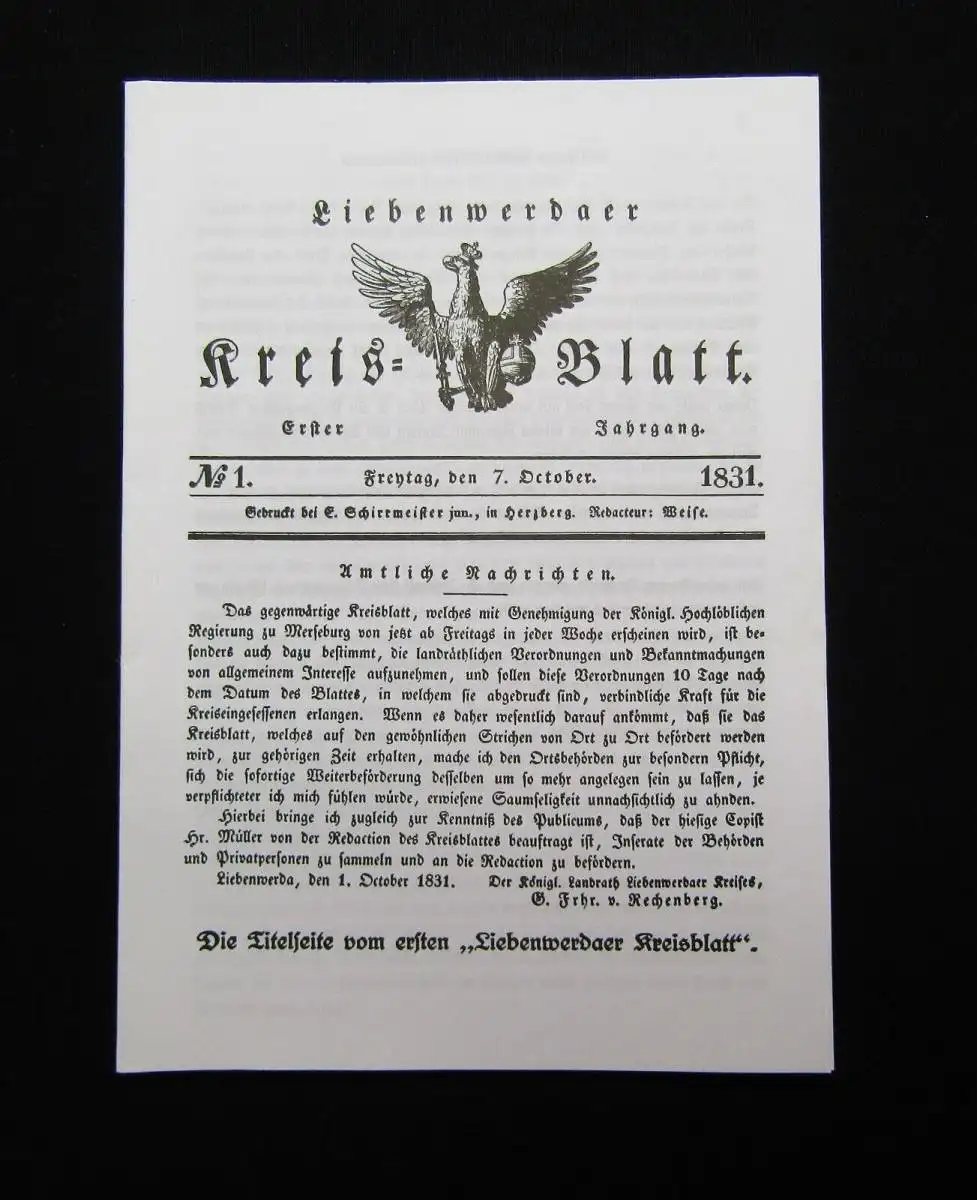 Liebenwerdaer
Kreis= Blatt.
Erster Jahrgang.
№ 1. Freytag, den 7. October. 1831.
Gedruckt bei E. Schirrmeister jun., in Herzberg. Redacteur: Weise.
Amtliche Nachrichten.
Das gegenwärtige Kreisblatt, welches mit Genehmigung der Königl. Hochlöblichen
Regierung zu Merseburg von jetzt ab Freitags in jeder Woche erscheinen wird, ist be=
sonders auch dazu bestimmt, die landräthlichen Verordnungen und Bekanntmachungen
von allgemeinem Interesse aufzunehmen, und sollen diese Verordnungen 10 Tage nach
dem Datum des Blattes, in welchem sie abgedruckt sind, verbindliche Kraft für die
Kreiseingesessenen erlangen. Wenn es daher wesentlich darauf ankömmt, daß sie das
Kreisblatt, welches auf den gewöhnlichen Strichen von Ort zu Ort befördert werden
wird, zur gehörigen Zeit erhalten, mache ich den Ortsbehörden zur besondern Pflicht,
sich die sofortige Weiterbeförderung desselben um so mehr angelegen sein zu lassen, je
verpflichteter ich mich fühlen würde, erwiesene Saumseligkeit unnachsichtlich zu ahnden.
Hierbei bringe ich zugleich zur Kenntniß des Publicums, daß der hiesige Copist
Hr. Müller von der Redaction des Kreisblattes beauftragt ist, Inserate der Behörden
und Privatpersonen zu sammeln und an die Redaction zu befördern.
Liebenwerda, den 1. October 1831. Der Königl. Landrath Liebenwerdaer Kreises,
G. Frhr. v. Rechenberg.
Die Titelseite vom ersten „Liebenwerdaer Kreisblatt“.